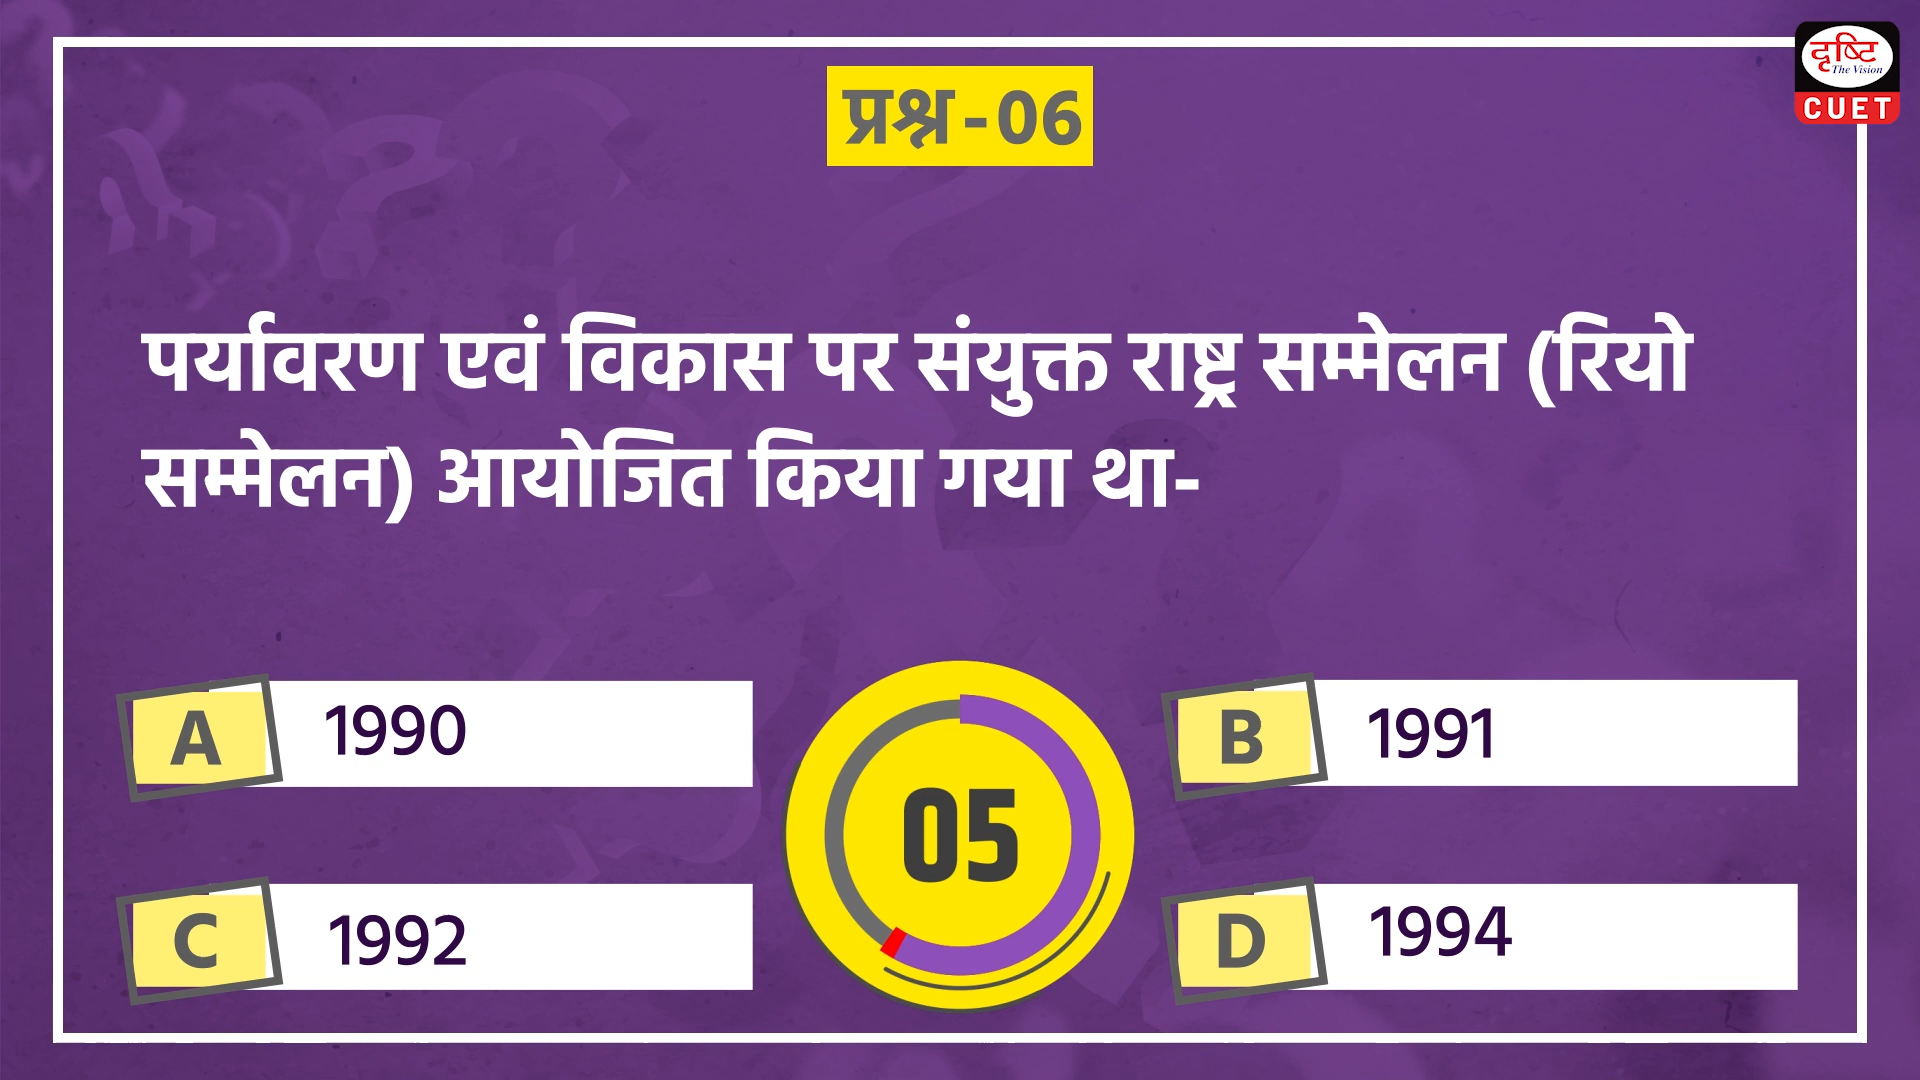 दृष्टि
The Vision
CUET
प्रश्न-06
पर्यावरण एवं विकास पर संयुक्त राष्ट्र सम्मेलन (रियो
सम्मेलन) आयोजित किया गया था-
A 1990
B 1991
05
C 1992
D 1994